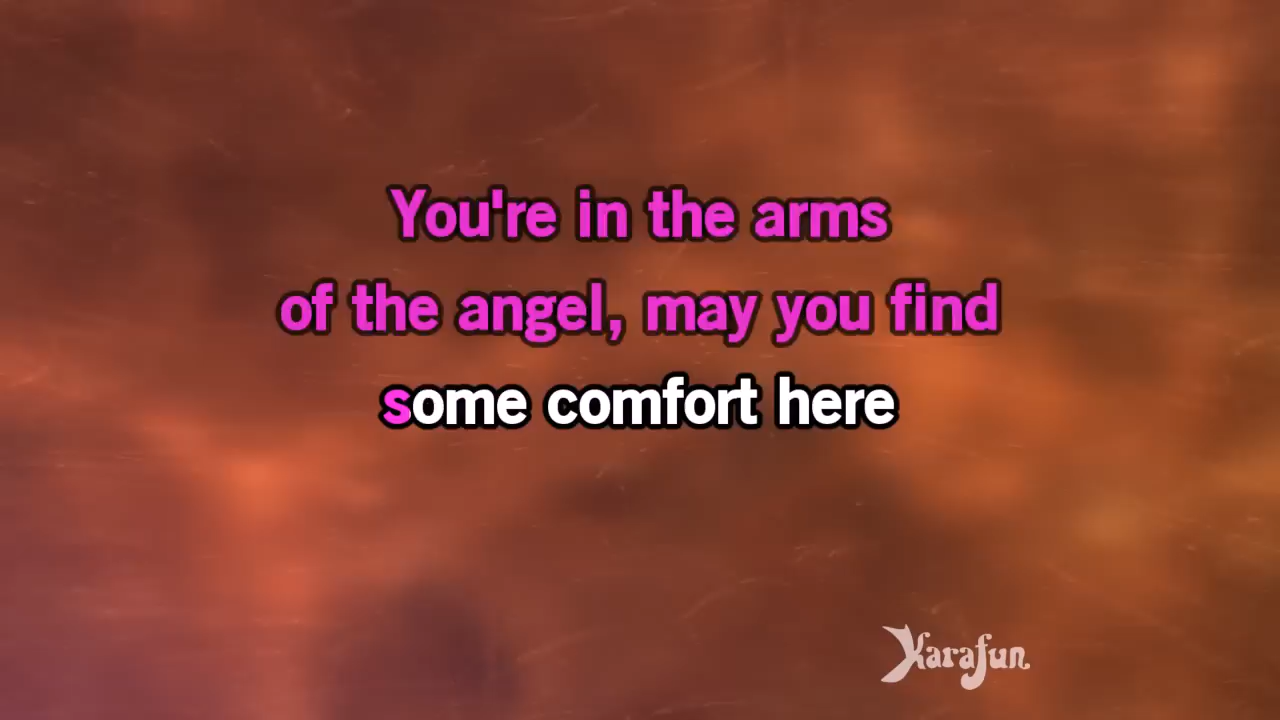 You're in the arms
of the angel, may you find
some comfort here
Karafun